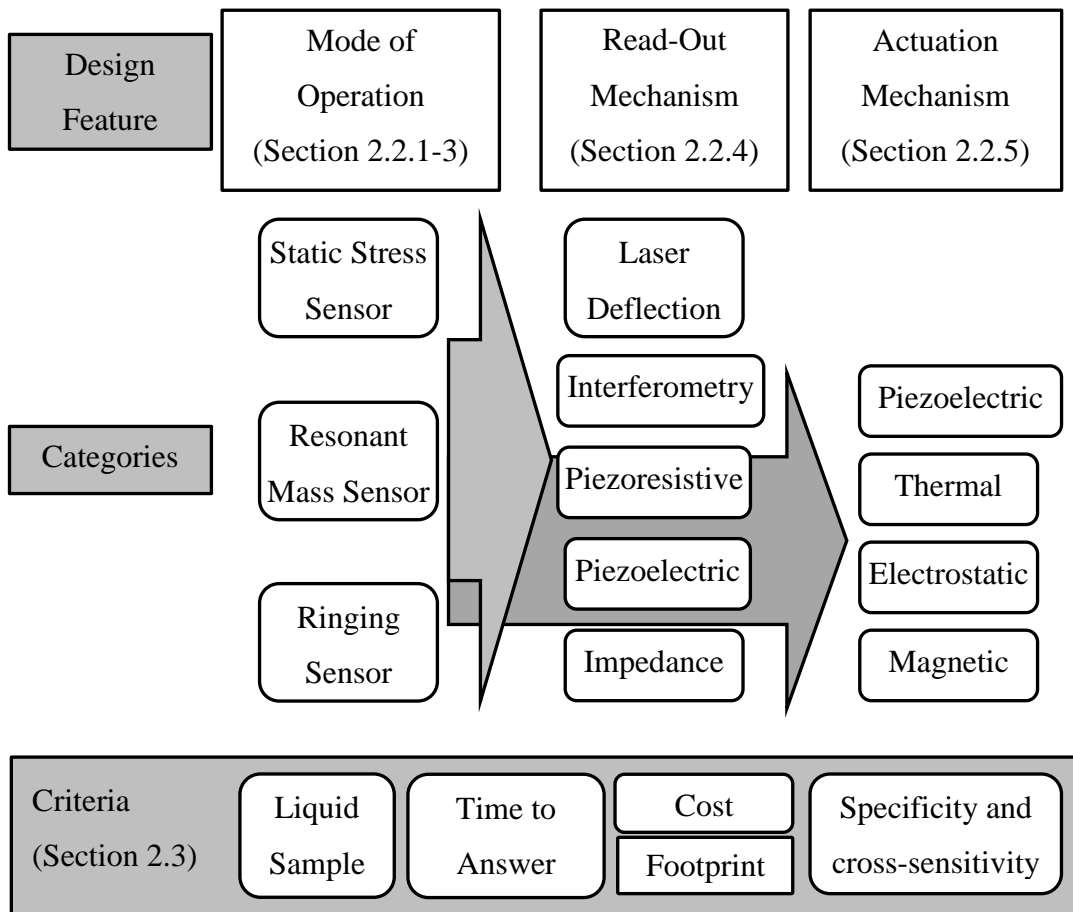 Design
Feature
Mode of
Operation
(Section 2.2.1-3)
Read-Out
Mechanism
(Section 2.2.4)
Actuation
Mechanism
(Section 2.2.5)
Categories
Static Stress
Sensor
Resonant
Mass Sensor
Ringing
Sensor
Laser
Deflection
Interferometry
Piezoresistive
Piezoelectric
Impedance
Piezoelectric
Thermal
Electrostatic
Magnetic
Criteria
(Section 2.3)
Liquid
Sample
Time to
Answer
Cost
Footprint
Specificity and
cross-sensitivity